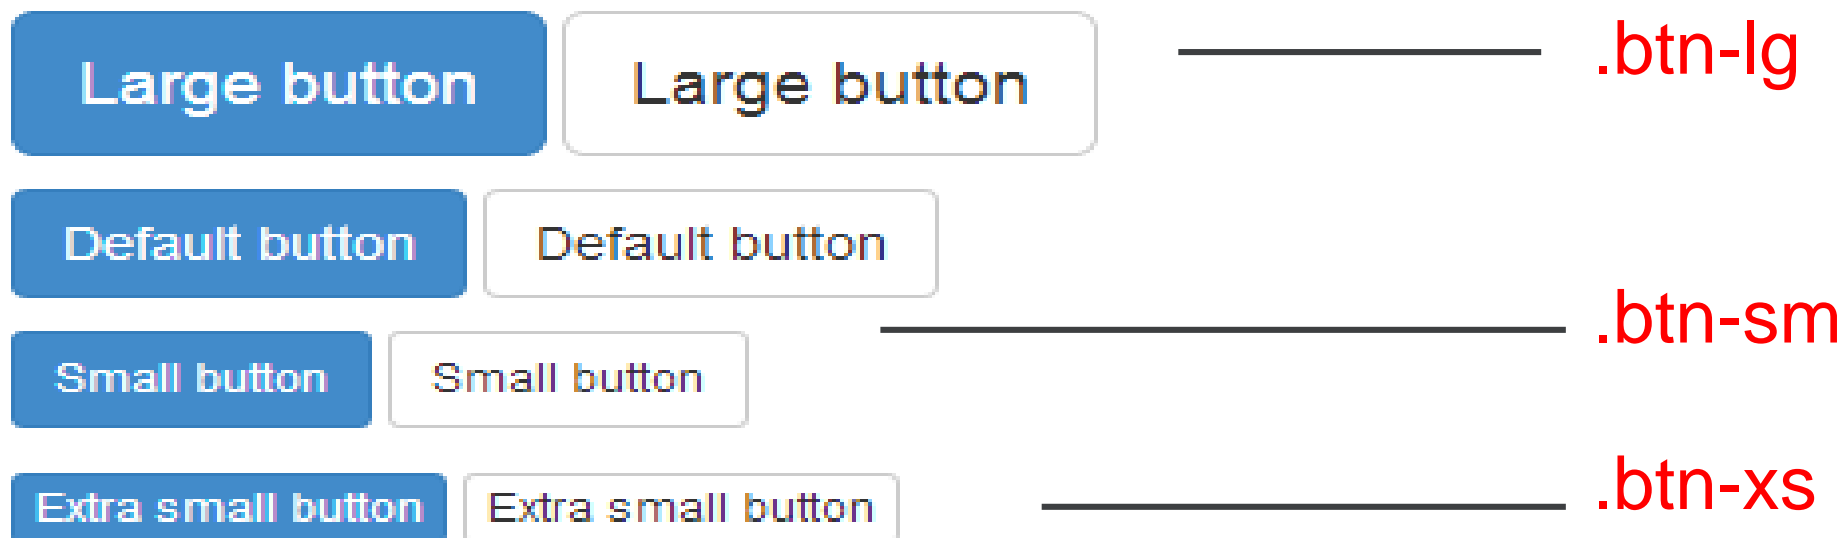 Large button Large button .btn-lg
Default button Default button
.btn-sm
Small button Small button
Extra small button Extra small button .btn-xs